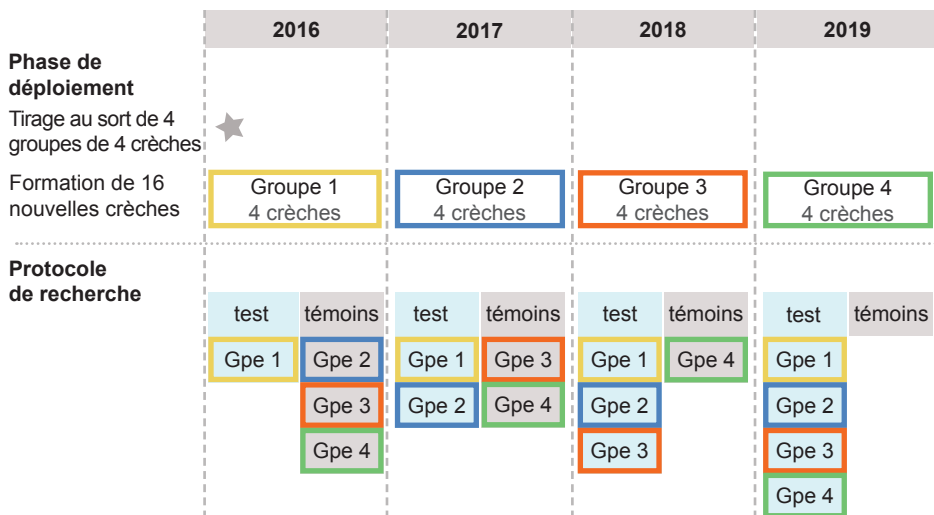 2016 2017 2018 2019
Phase de
déploiement
Tirage au sort de 4
groupes de 4 crèches
Formation de 16
nouvelles crèches
Groupe 1 Groupe 2 Groupe 3 Groupe 4
4 crèches 4 crèches 4 crèches 4 crèches
Protocole
de recherche
test témoins test témoins test témoins test témoins
Gpe 1 Gpe 2 Gpe 1 Gpe 3 Gpe 1 Gpe 4 Gpe 1
Gpe 3 Gpe 2 Gpe 4 Gpe 2 Gpe 2
Gpe 4 Gpe 3 Gpe 3
Gpe 4